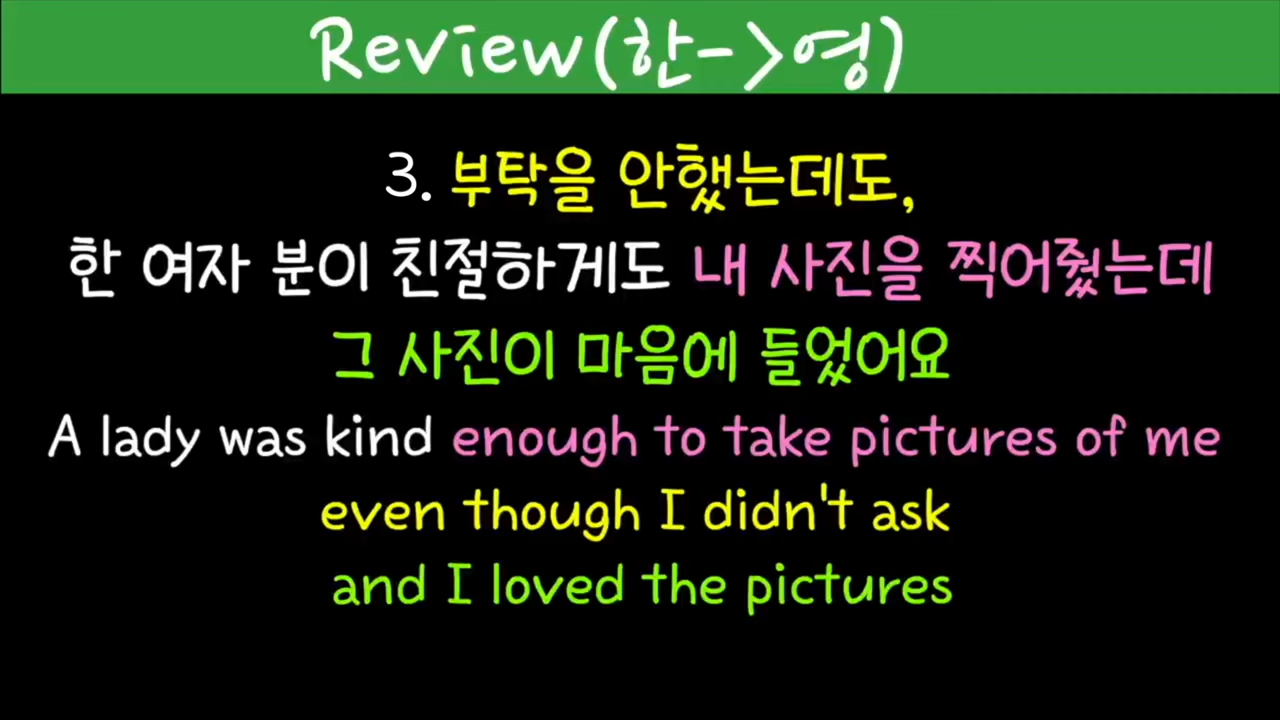 Review(한->영)
3. 부탁을 안했는데도,
한 여자 분이 친절하게도 내 사진을 찍어줬는데
그 사진이 마음에 들었어요
A lady was kind enough to take pictures of me
even though I didn't ask
and I loved the pictures